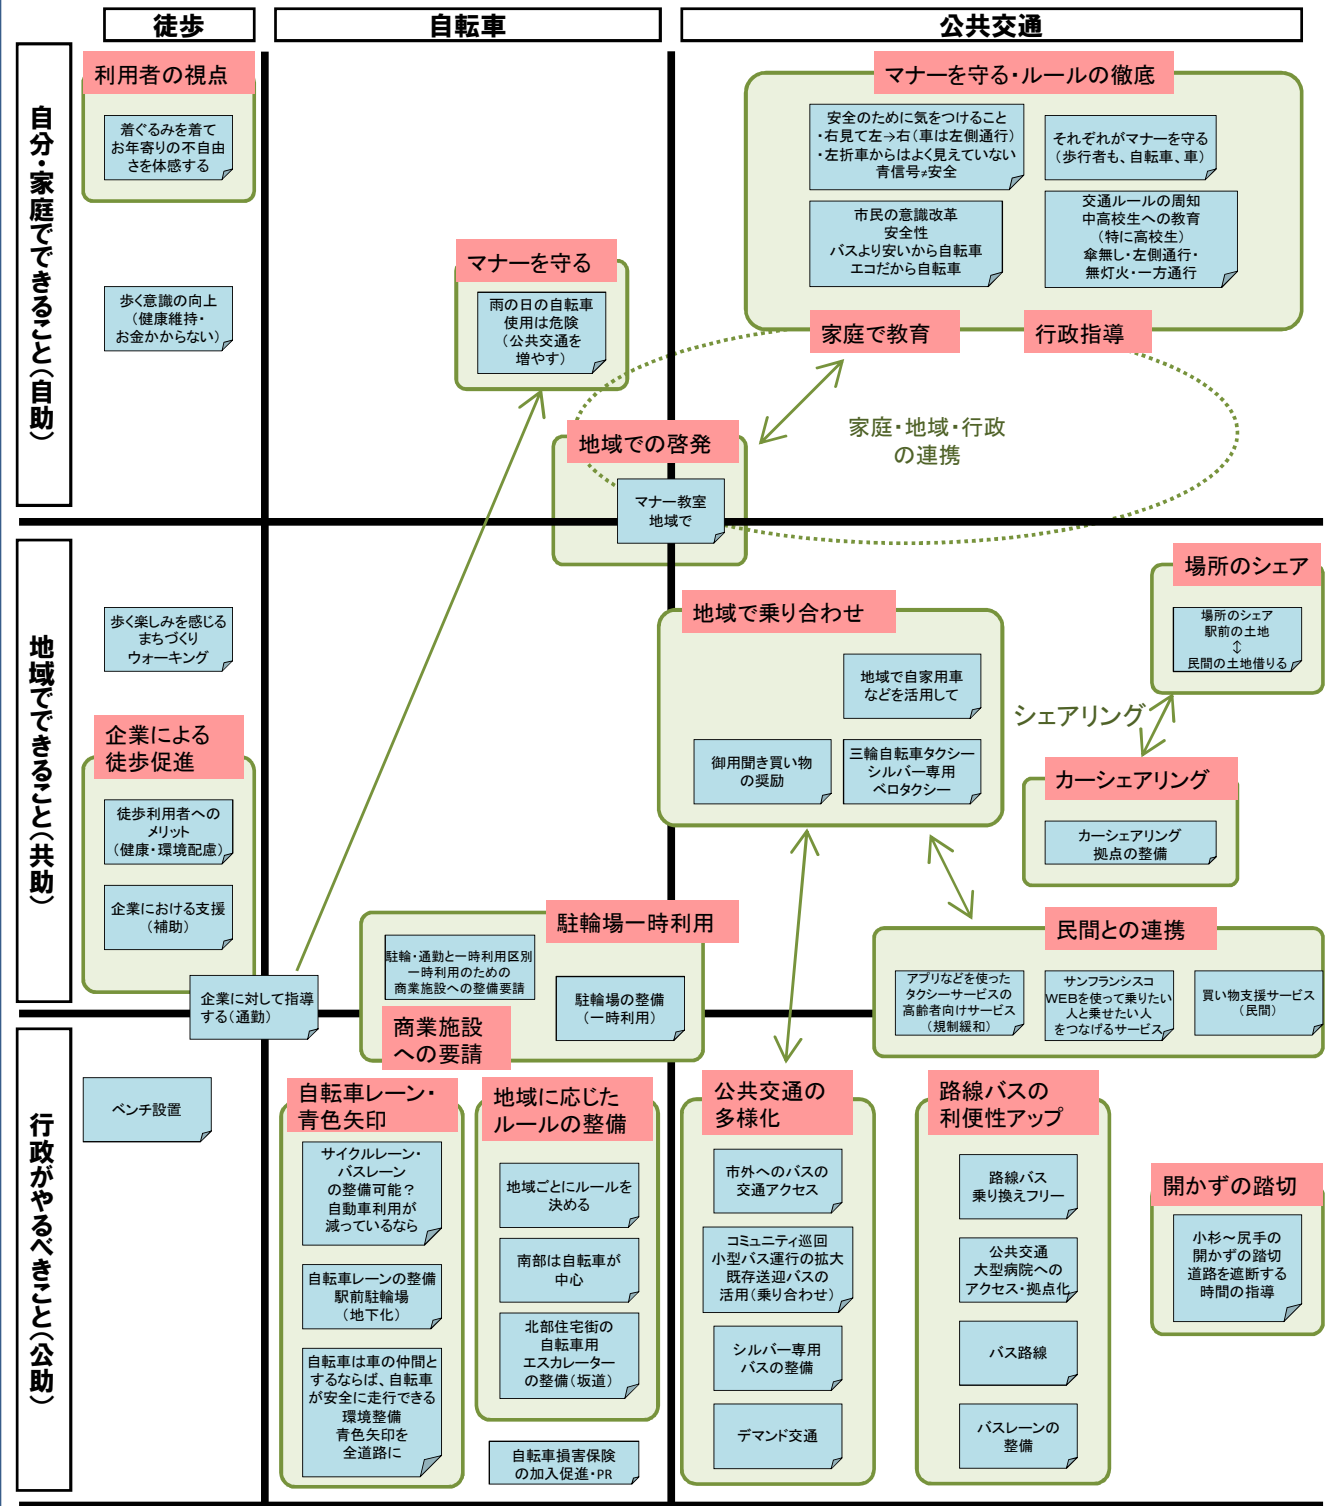 徒歩
自転車
公共交通
自分・家庭でできること（自助）
利用者の視点
着ぐるみを着て
お年寄りの不自由
さを体感する
歩く意識の向上
（健康維持・
お金かからない）
マナーを守る
雨の日の自転車
使用は危険
（公共交通を
増やす）
マナーを守る・ルールの徹底
安全のために気をつけること
・右見て左→右（車は左側通行）
・左折車からはよく見えていない
青信号≠安全
それぞれがマナーを守る
（歩行者も、自転車、車）
市民の意識改革
安全性
バスより安いから自転車
エコだから自転車
交通ルールの周知
中高校生への教育
（特に高校生）
傘無し・左側通行・
無灯火・一方通行
家庭で教育
行政指導
家庭・地域・行政
の連携
地域での啓発
マナー教室
地域で
地域でできること（共助）
歩く楽しみを感じる
まちづくり
ウォーキング
企業による
徒歩促進
徒歩利用者への
メリット
（健康・環境配慮）
企業における支援
（補助）
企業に対して指導
する（通勤）
駐輪場一時利用
駐輪・通勤と一時利用区別
一時利用のための
商業施設への整備要請
駐輪場の整備
（一時利用）
商業施設
への要請
地域で乗り合わせ
地域で自家用車
などを活用して
御用聞き買い物
の奨励
三輪自転車タクシー
シルバー専用
ベロタクシー
場所のシェア
場所のシェア
駅前の土地
↕
民間の土地借りる
シェアリング
カーシェアリング
カーシェアリング
拠点の整備
民間との連携
アプリなどを使った
タクシーサービスの
高齢者向けサービス
（規制緩和）
サンフランシスコ
WEBを使って乗りたい
人と乗せたい人
をつなげるサービス
買い物支援サービス
（民間）
行政がやるべきこと（公助）
ベンチ設置
自転車レーン・
青色矢印
サイクルレーン・
バスレーン
の整備可能？
自動車利用が
減っているなら
自転車レーンの整備
駅前駐輪場
（地下化）
自転車は車の仲間と
するならば、自転車
が安全に走行できる
環境整備
青色矢印を
全道路に
地域に応じた
ルールの整備
地域ごとにルールを
決める
南部は自転車が
中心
北部住宅街の
自転車用
エスカレーター
の整備（坂道）
自転車損害保険
の加入促進・PR
公共交通の
多様化
市外へのバスの
交通アクセス
コミュニティ巡回
小型バス運行の拡大
既存送迎バスの
活用（乗り合わせ）
シルバー専用
バスの整備
デマンド交通
路線バスの
利便性アップ
路線バス
乗り換えフリー
公共交通
大型病院への
アクセス・拠点化
バス路線
バスレーンの
整備
開かずの踏切
小杉～尻手の
開かずの踏切
道路を遮断する
時間の指導